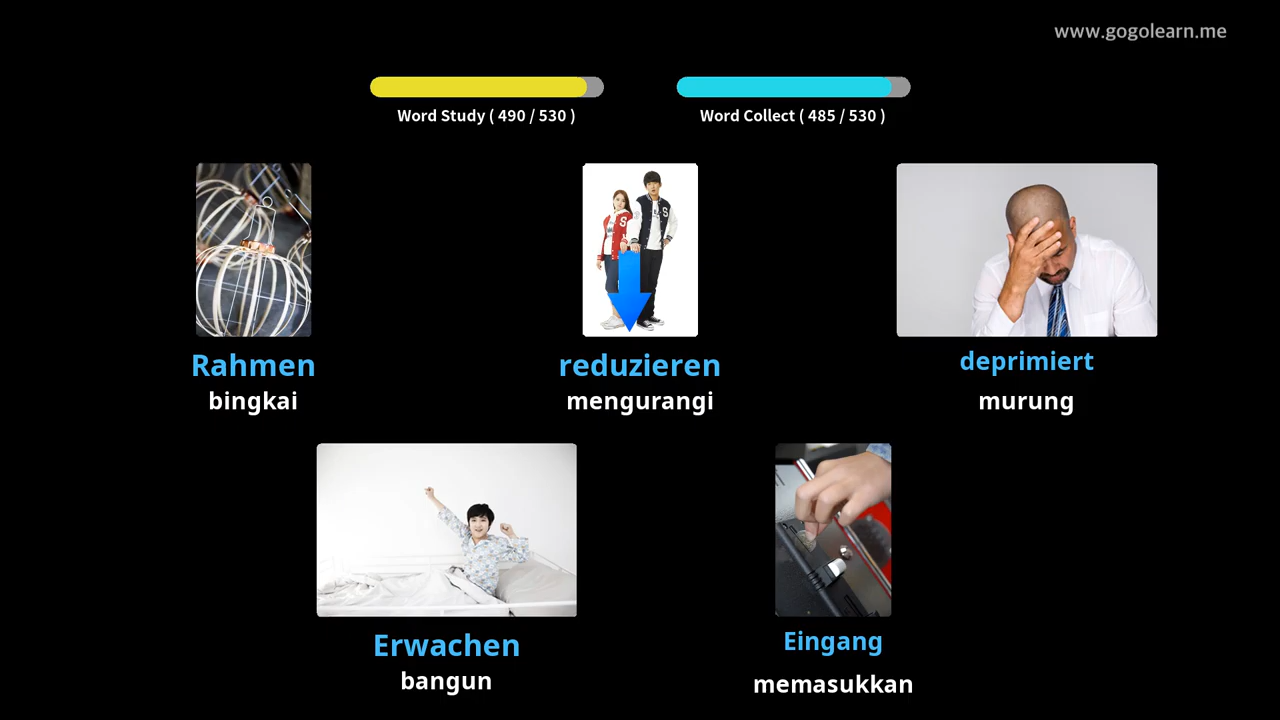 www.gogolearn.me
Word Study ( 490 / 530 )
Word Collect ( 485 / 530 )
Rahmen
bingkai
reduzieren
mengurangi
deprimiert
murung
Erwachen
bangun
Eingang
memasukkan